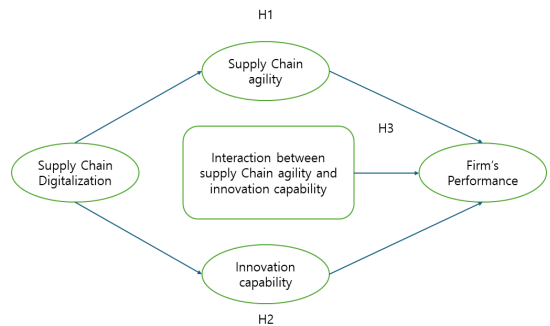 H1
Supply Chain
agility
H3
Supply Chain
Digitalization
Interaction between
supply Chain agility and
innovation capability
Firm's
Performance
Innovation
capability
H2